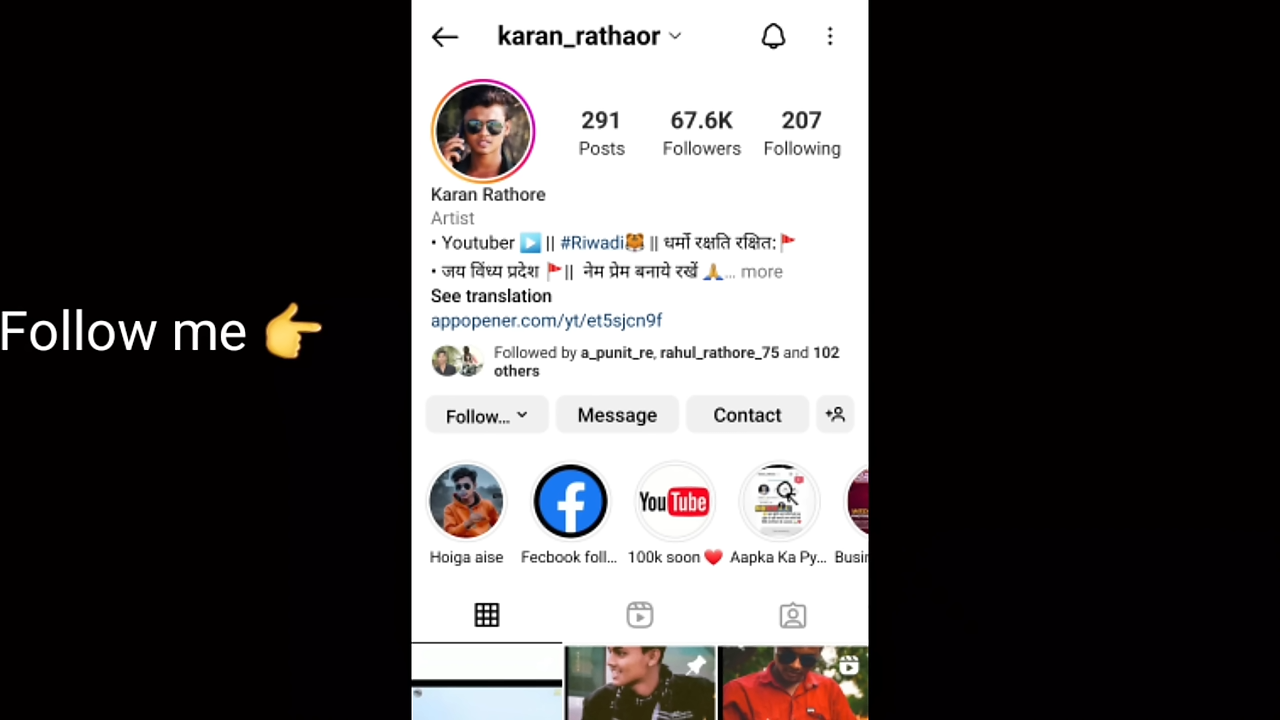 karan_rathaor
291
67.6K
207
Posts
Followers
Following
Karan Rathore
Artist
• Youtuber ▶️ || #Riwadi🐯 || धर्मो रक्षति रक्षित:🚩
• जय विंध्य प्रदेश 🚩|| नेम प्रेम बनाये रखें 🙏... more
See translation
appopener.com/yt/et5sjcn9f
Followed by a_punit_re, rahul_rathore_75 and 102
others
Follow me 👉
Follow...
Message
Contact
You Tube
Hoiga aise
Fecbook foll...
100k soon ❤️
Aapka Ka Py...
Busin